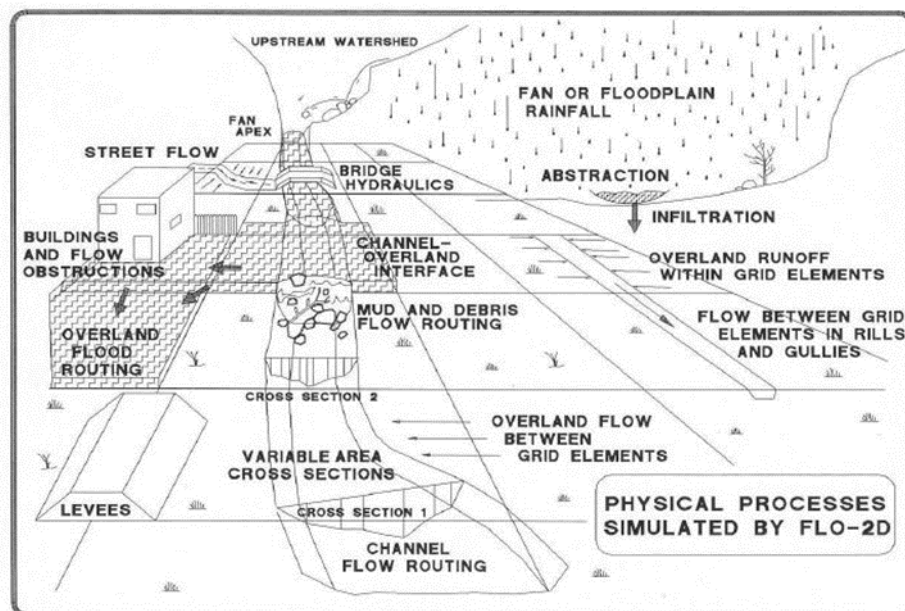 UPSTREAM WATERSHED
FAN OR FLOODPLAIN
RAINFALL
FAN
APEX
STREET FLOW
BRIDGE
HYDRAULICS
ABSTRACTION
INFILTRATION
BUILDINGS
AND FLOW
OBSTRUCTIONS
CHANNEL-
OVERLAND
INTERFACE
OVERLAND RUNOFF
WITHIN GRID ELEMENTS
MUD AND DEBRIS
FLOW ROUTING
FLOW BETWEEN GRID
ELEMENTS IN RILLS
AND GULLIES
OVERLAND
FLOOD
ROUTING
CROSS SECTION 2
OVERLAND FLOW
BETWEEN
GRID ELEMENTS
VARIABLE AREA
CROSS SECTIONS
LEVEES
CROSS SECTION 1
CHANNEL
FLOW ROUTING
PHYSICAL PROCESSES
SIMULATED BY FLO-2D